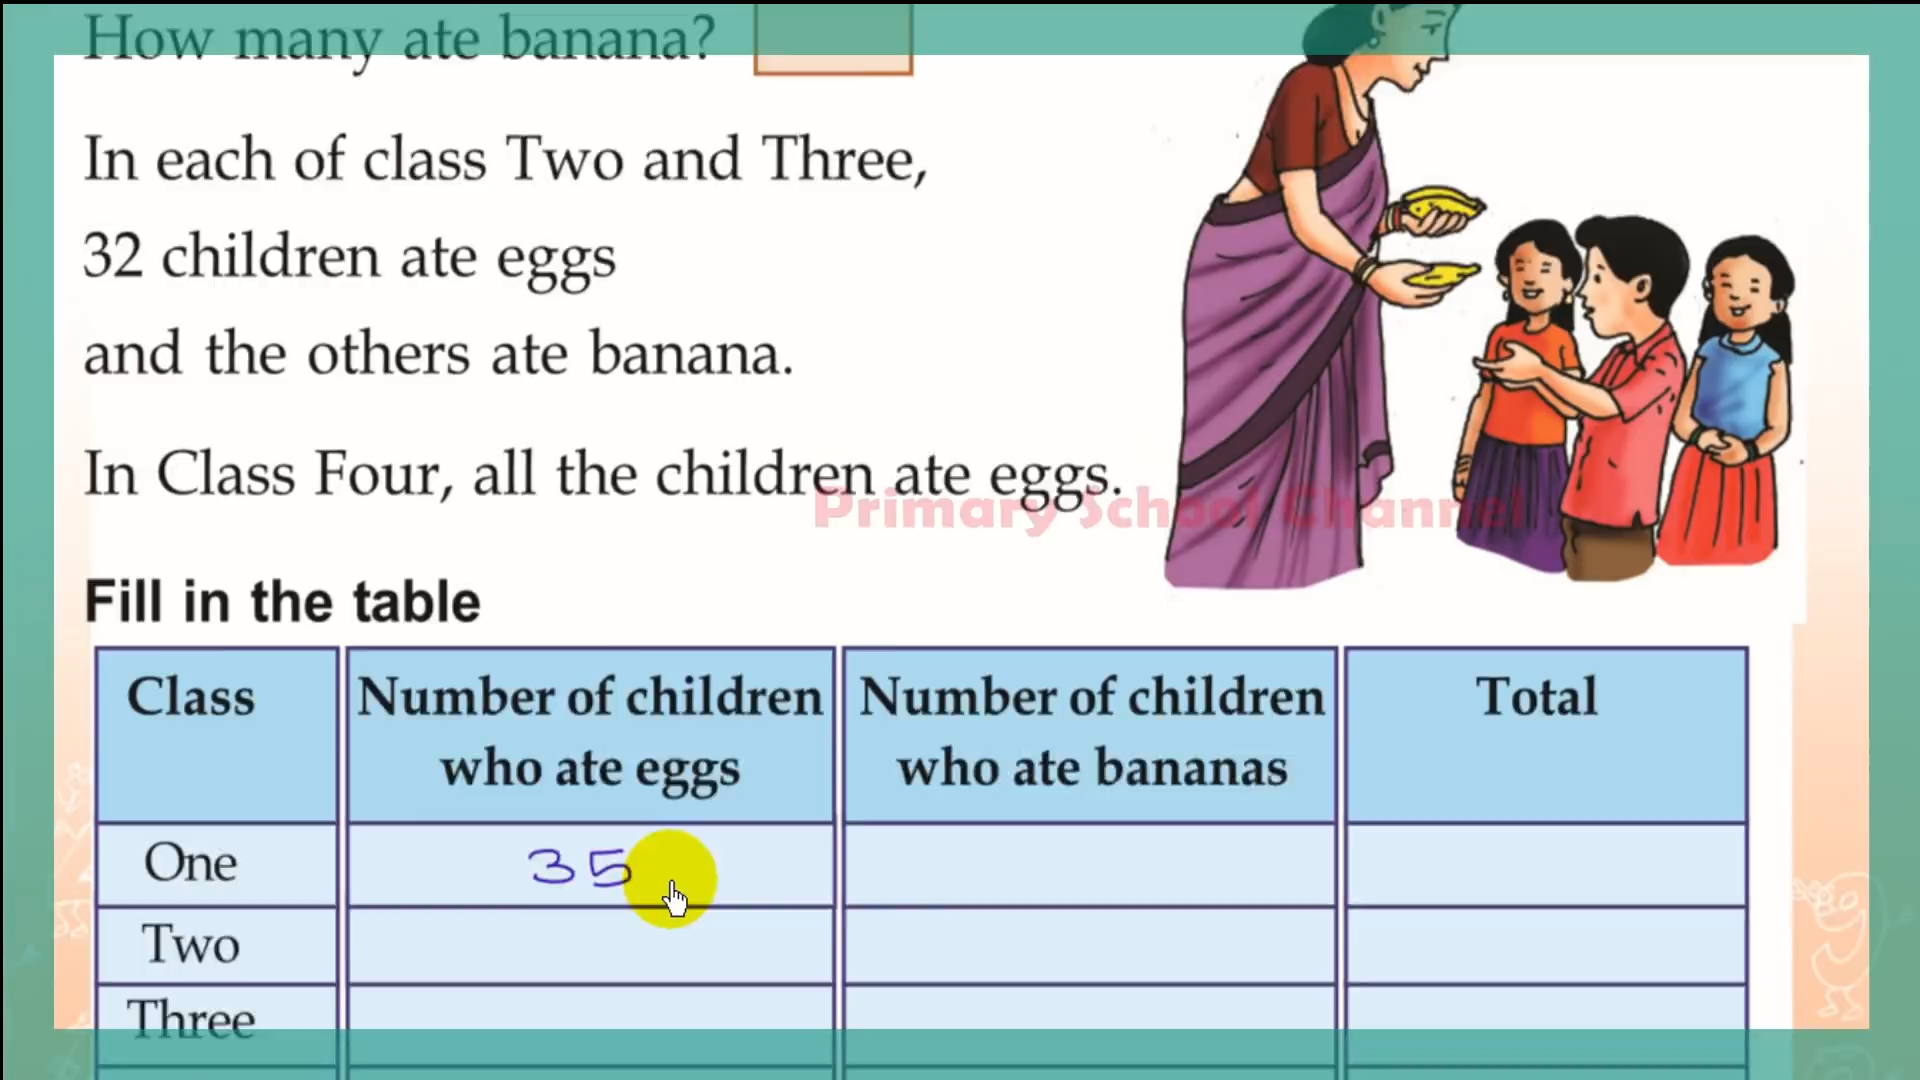 How many ate banana?
In each of class Two and Three,
32 children ate eggs
and the others ate banana.
In Class Four, all the children ate eggs.
Primary School Channel
Fill in the table
Class Number of children who ate eggs Number of children who ate bananas Total
One 35
Two
Three